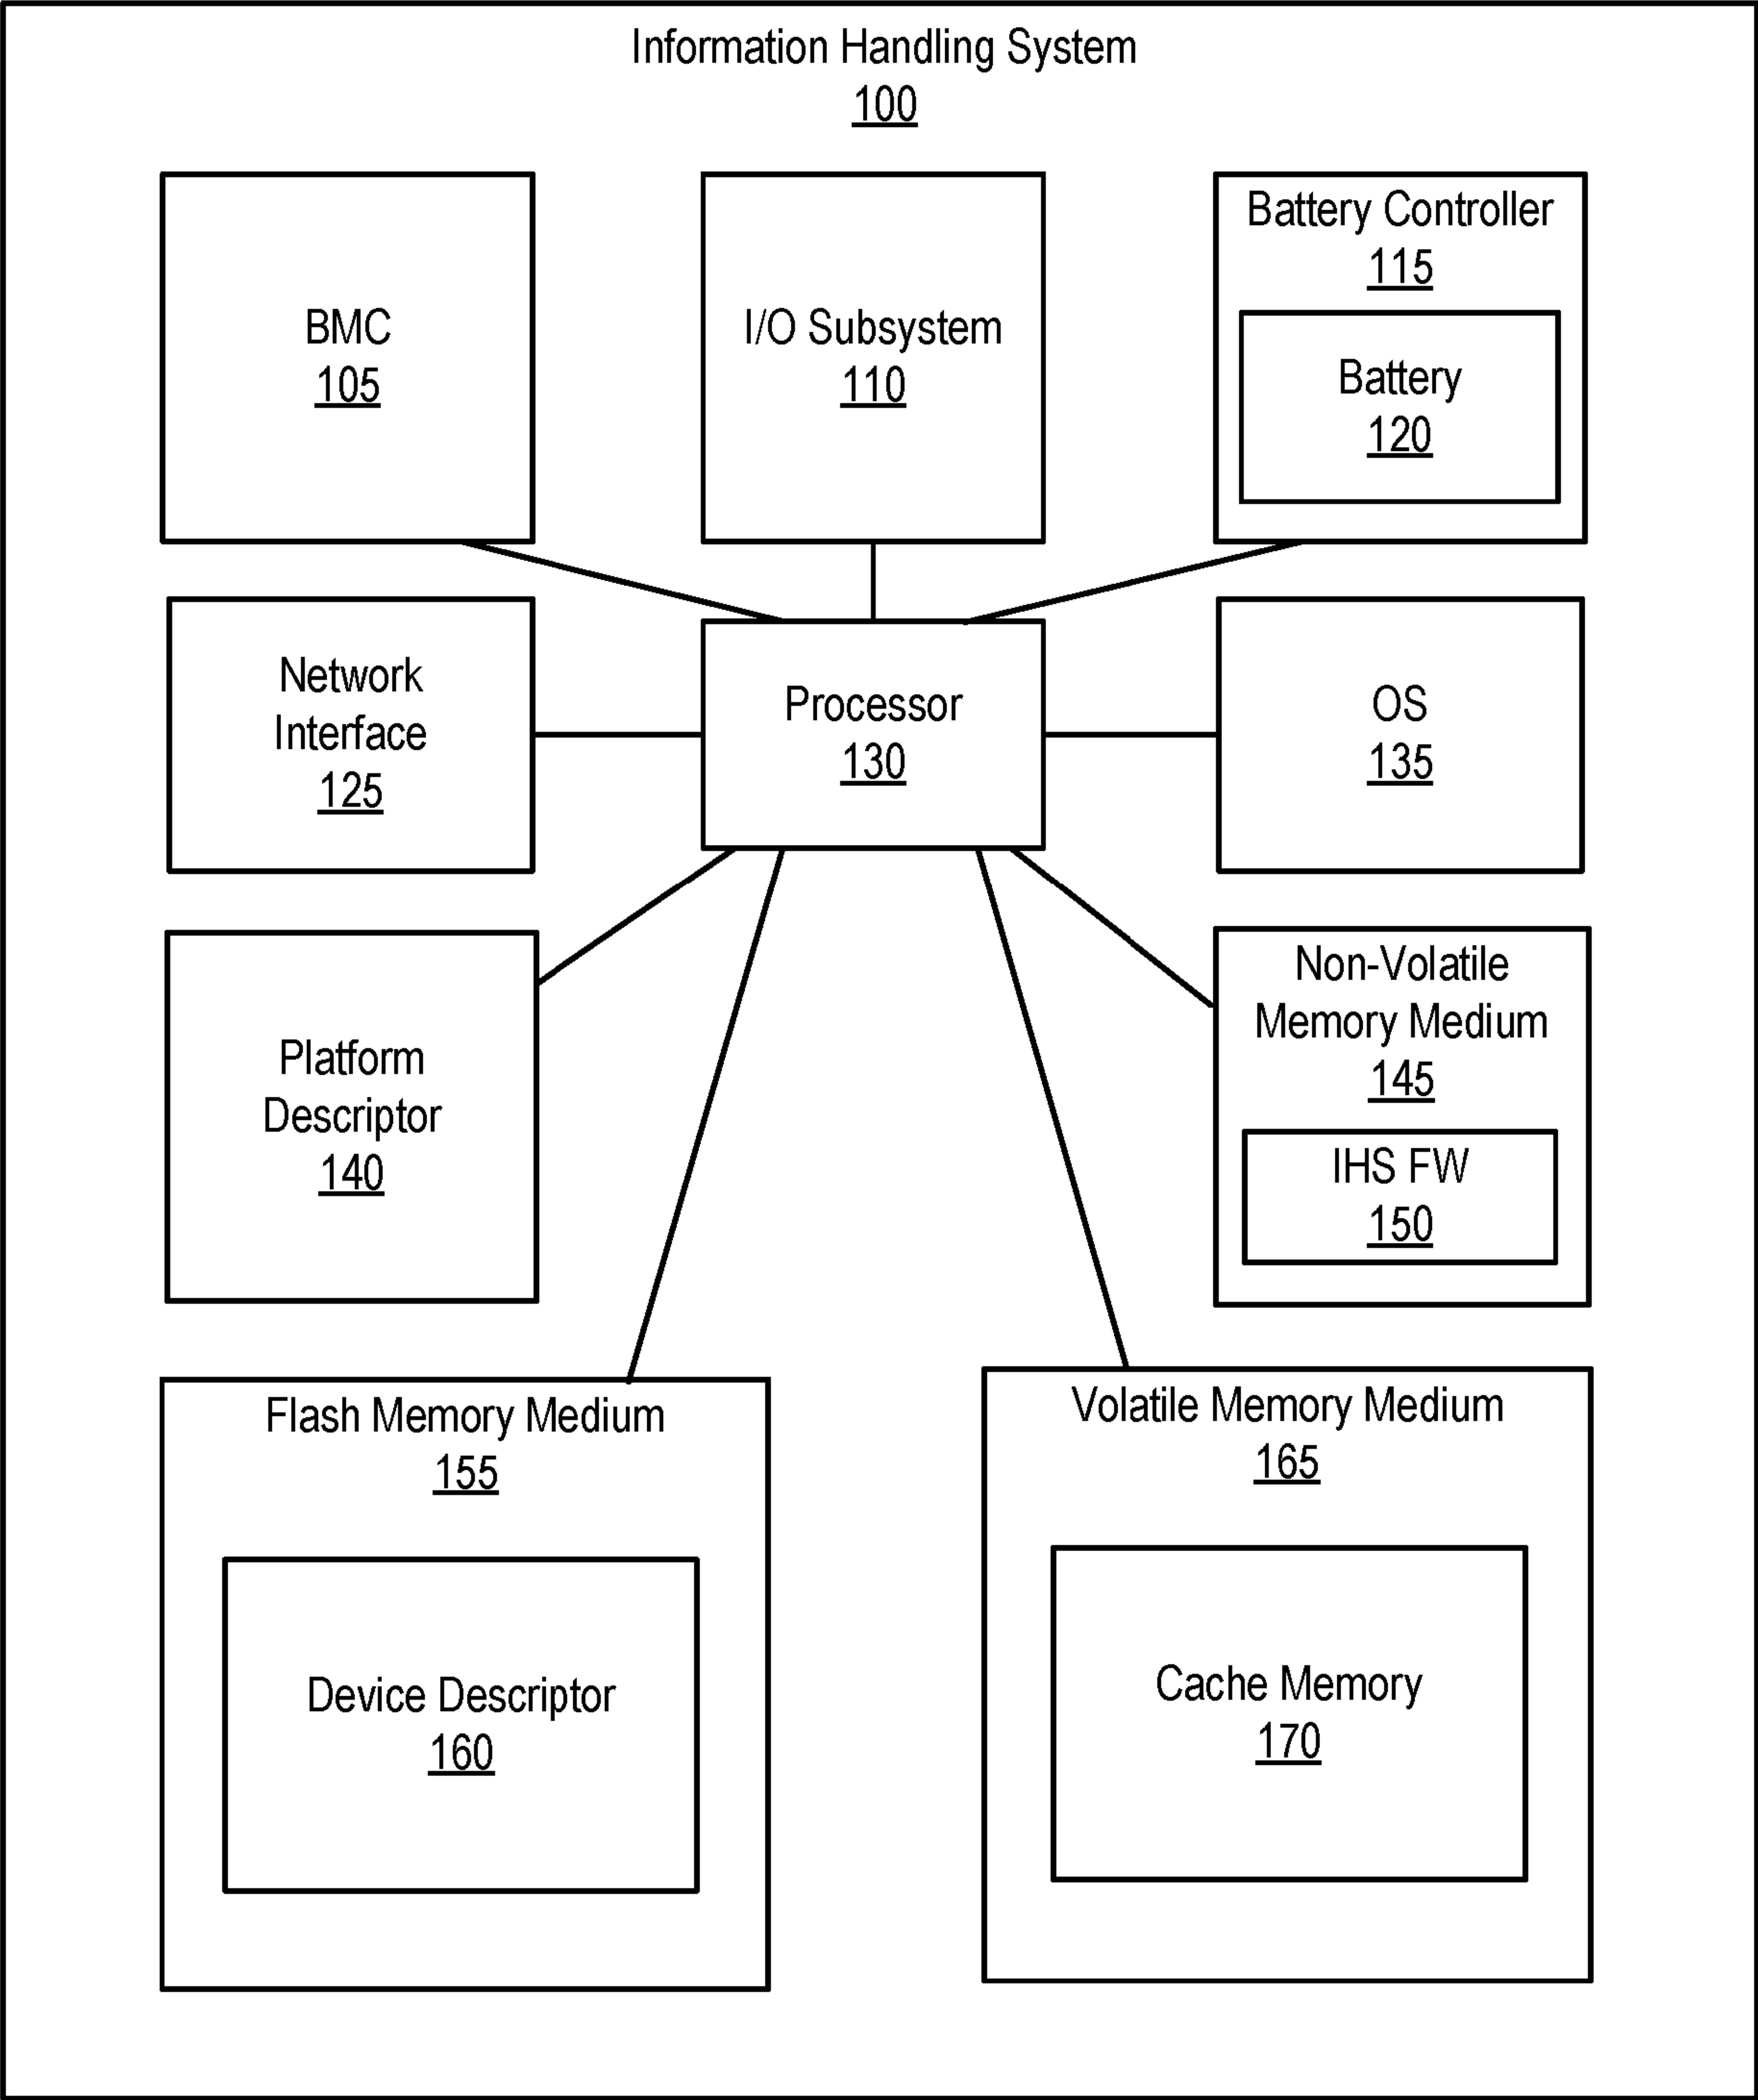 Information Handling System
100
BMC
105
I/O Subsystem
110
Battery Controller
115
Battery
120
Network
Interface
125
Processor
130
OS
135
Platform
Descriptor
140
Non-Volatile
Memory Medium
145
IHS FW
150
Flash Memory Medium
155
Device Descriptor
160
Volatile Memory Medium
165
Cache Memory
170